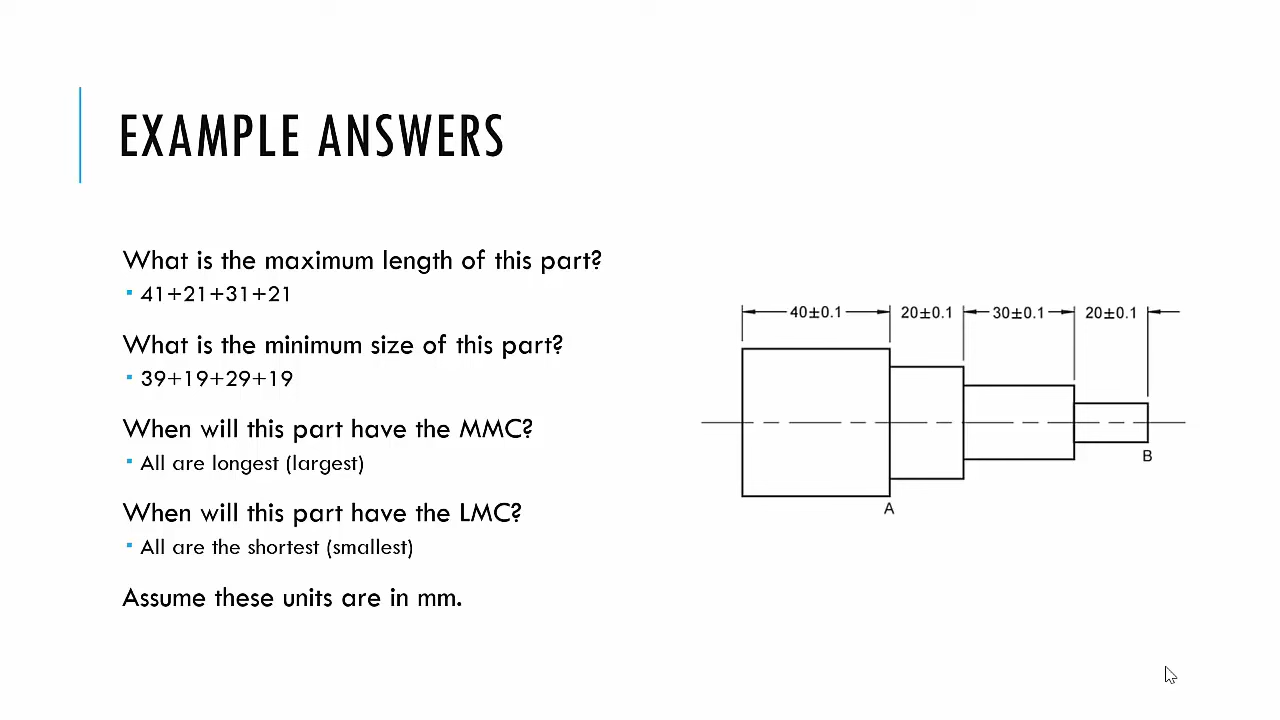 EXAMPLE ANSWERS
What is the maximum length of this part?
41+21+31+21
What is the minimum size of this part?
39+19+29+19
When will this part have the MMC?
All are longest (largest)
When will this part have the LMC?
All are the shortest (smallest)
Assume these units are in mm.
40±0.1 20±0.1 30±0.1 20±0.1
B
A